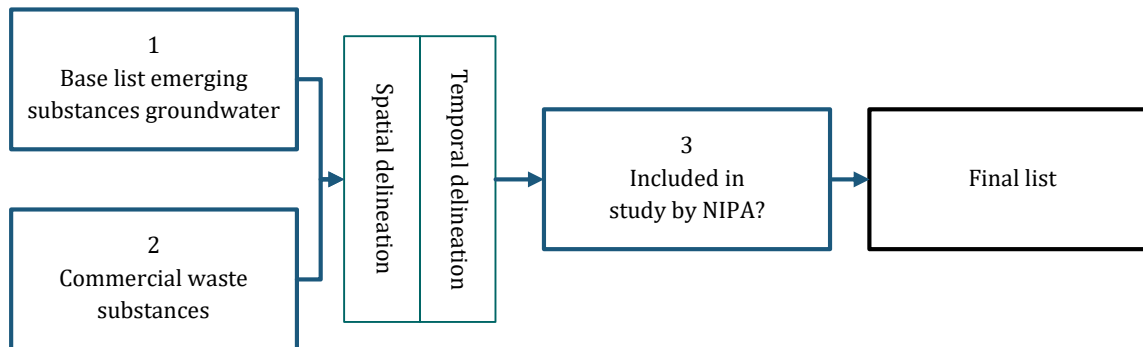 1
Base list emerging
substances groundwater
2
Commercial waste
substances
Spatial delineation
Temporal delineation
3
Included in
study by NIPA?
Final list